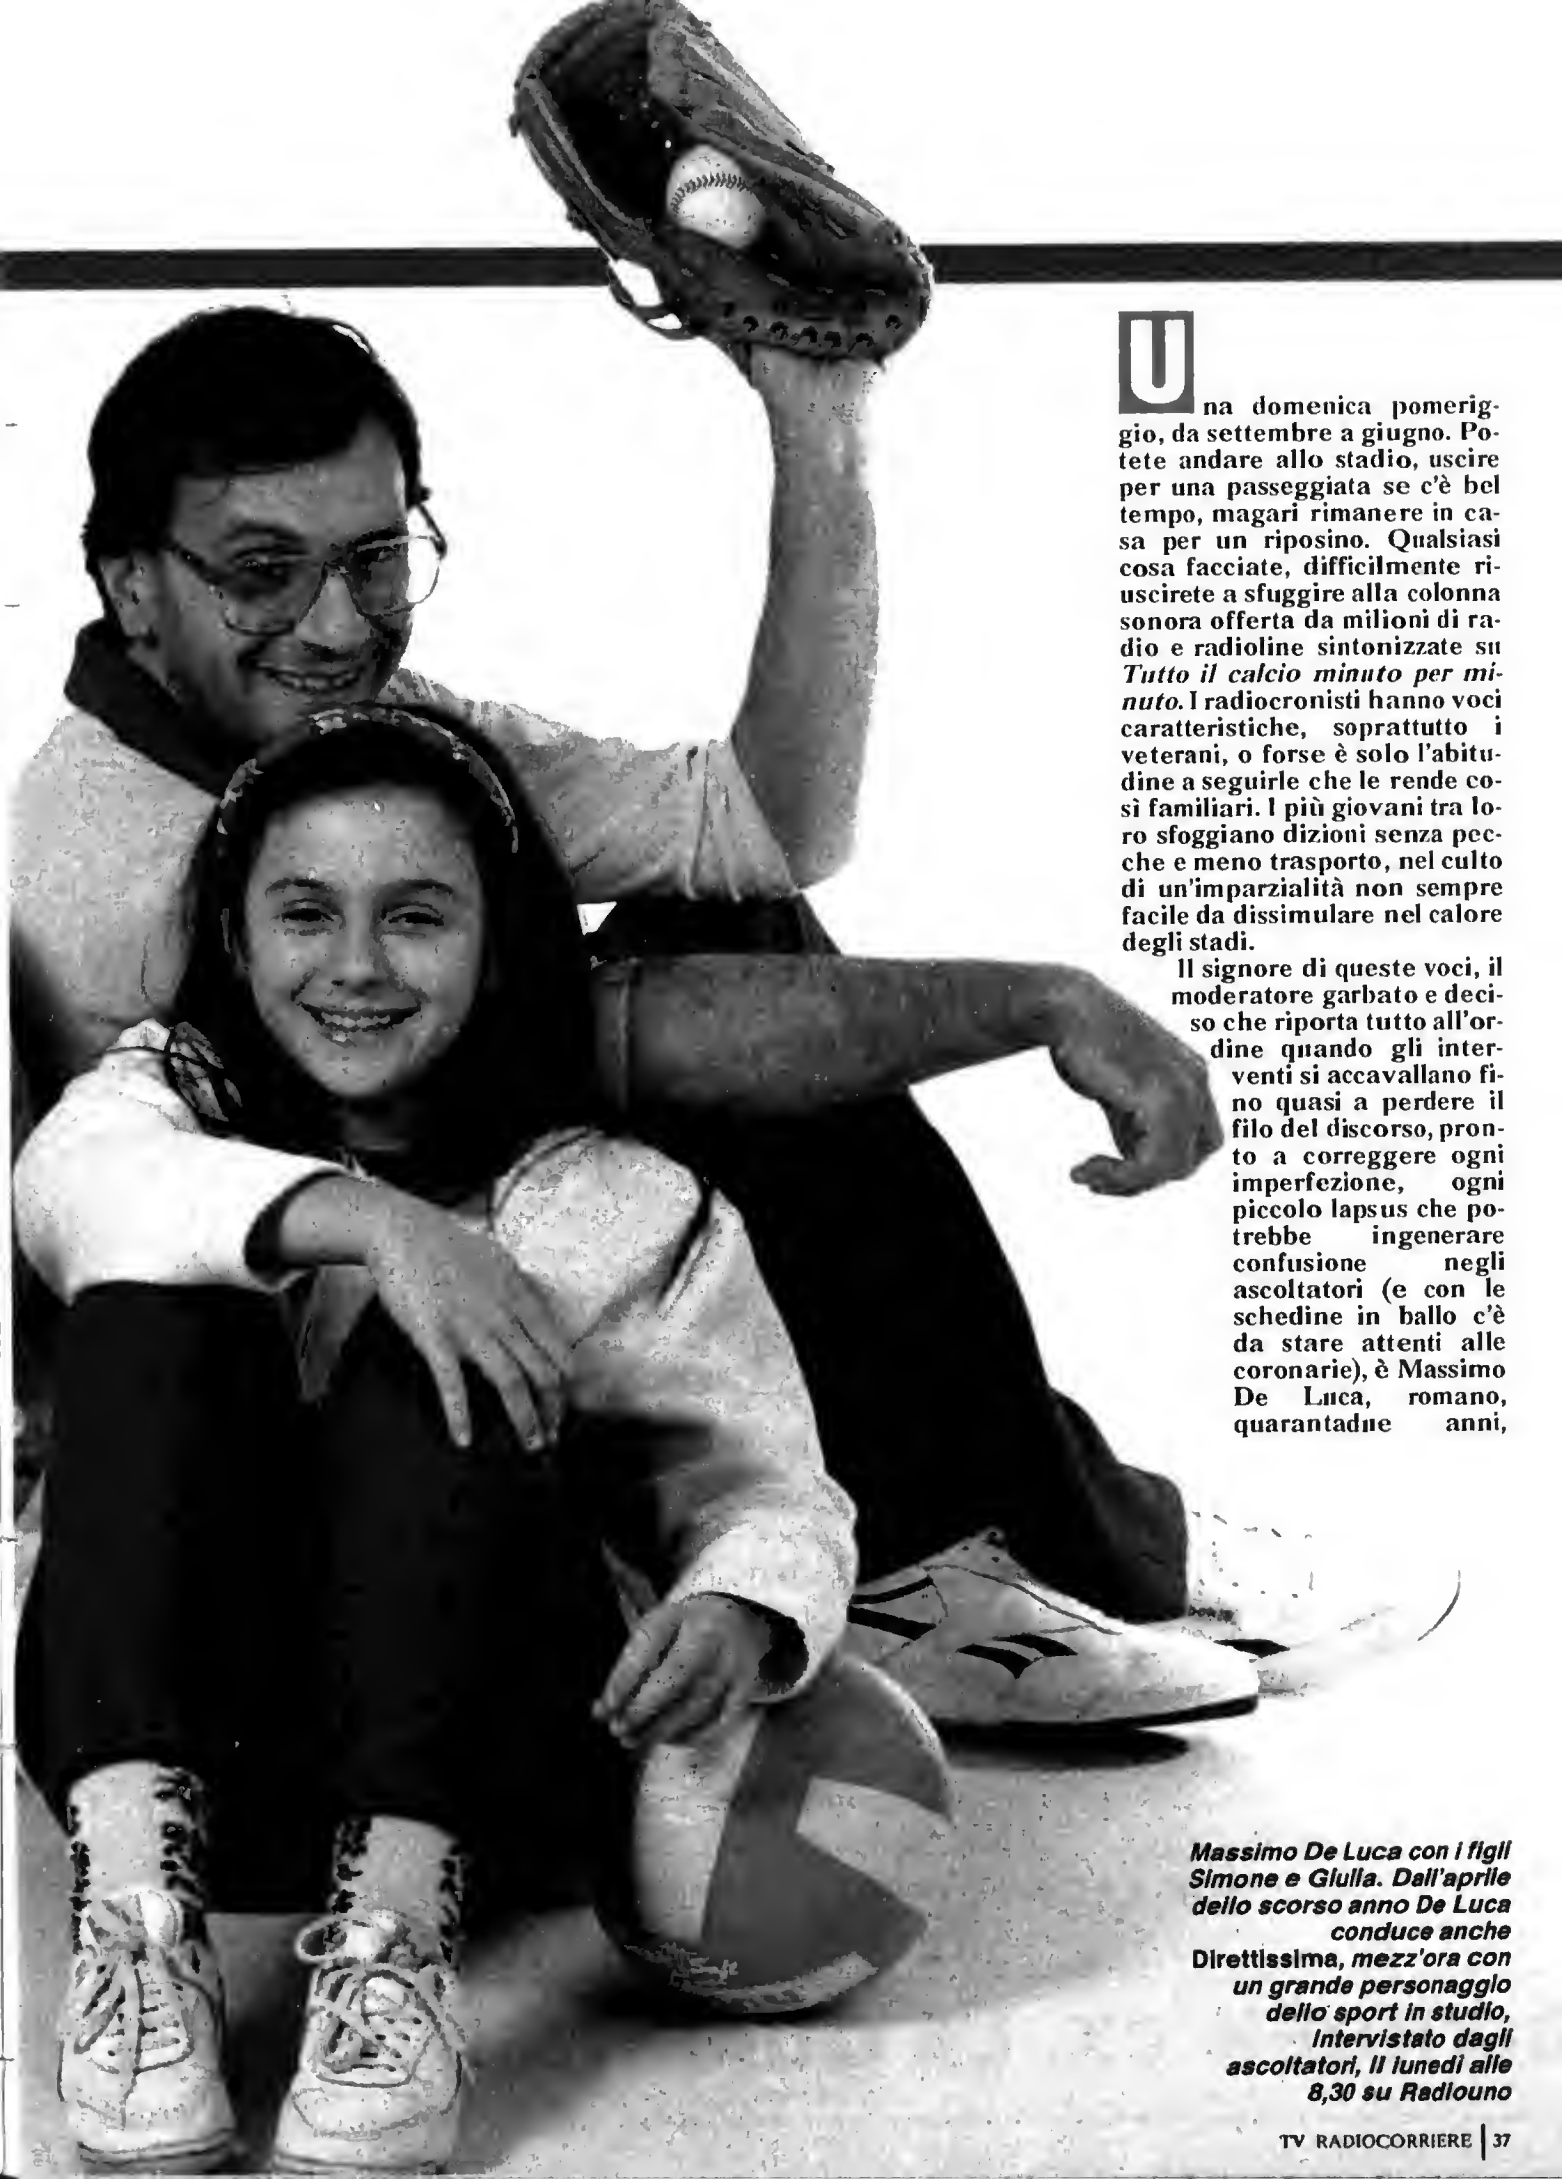 Una domenica pomerig-
gio, da settembre a giugno. Po-
tete andare allo stadio, uscire
per una passeggiata se c'è bel
tempo, magari rimanere in ca-
sa per un riposino. Qualsiasi
cosa facciate, difficilmente ri-
uscirete a sfuggire alla colonna
sonora offerta da milioni di ra-
dio e radioline sintonizzate su
Tutto il calcio minuto per mi-
nuto. I radiocronisti hanno voci
caratteristiche, soprattutto i
veterani, o forse è solo l'abitu-
dine a seguirle che le rende co-
sì familiari. I più giovani tra lo-
ro sfoggiano dizioni senza pec-
che e meno trasporto, nel culto
di un'imparzialità non sempre
facile da dissimulare nel calore
degli stadi.
Il signore di queste voci, il
moderatore garbato e deci-
so che riporta tutto all'or-
dine quando gli inter-
venti si accavallano fi-
no quasi a perdere il
filo del discorso, pron-
to a correggere ogni
imperfezione, ogni
piccolo lapsus che po-
trebbe ingenerare
confusione negli
ascoltatori (e con le
schedine in ballo c'è
da stare attenti alle
coronarie), è Massimo
De Luca, romano,
quarantadue anni,
Massimo De Luca con i figli
Simone e Giulia. Dall'aprile
dello scorso anno De Luca
conduce anche
Direttissima, mezz'ora con
un grande personaggio
dello sport in studio,
intervistato dagli
ascoltatori, il lunedì alle
8,30 su Radiouno
TV RADIOCORRIERE | 37